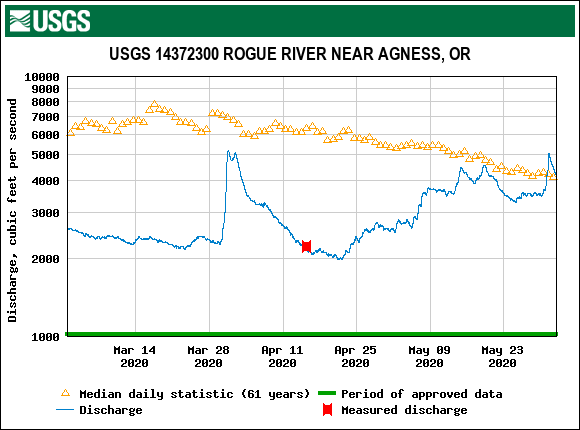 USGS
USGS 14372300 ROGUE RIVER NEAR AGNESS, OR
Discharge, cubic feet per second
10000
9000
8000
7000
6000
5000
4000
3000
2000
1000
Mar 14 2020
Mar 28 2020
Apr 11 2020
Apr 25 2020
May 09 2020
May 23 2020
Median daily statistic (61 years)
Period of approved data
Discharge
Measured discharge